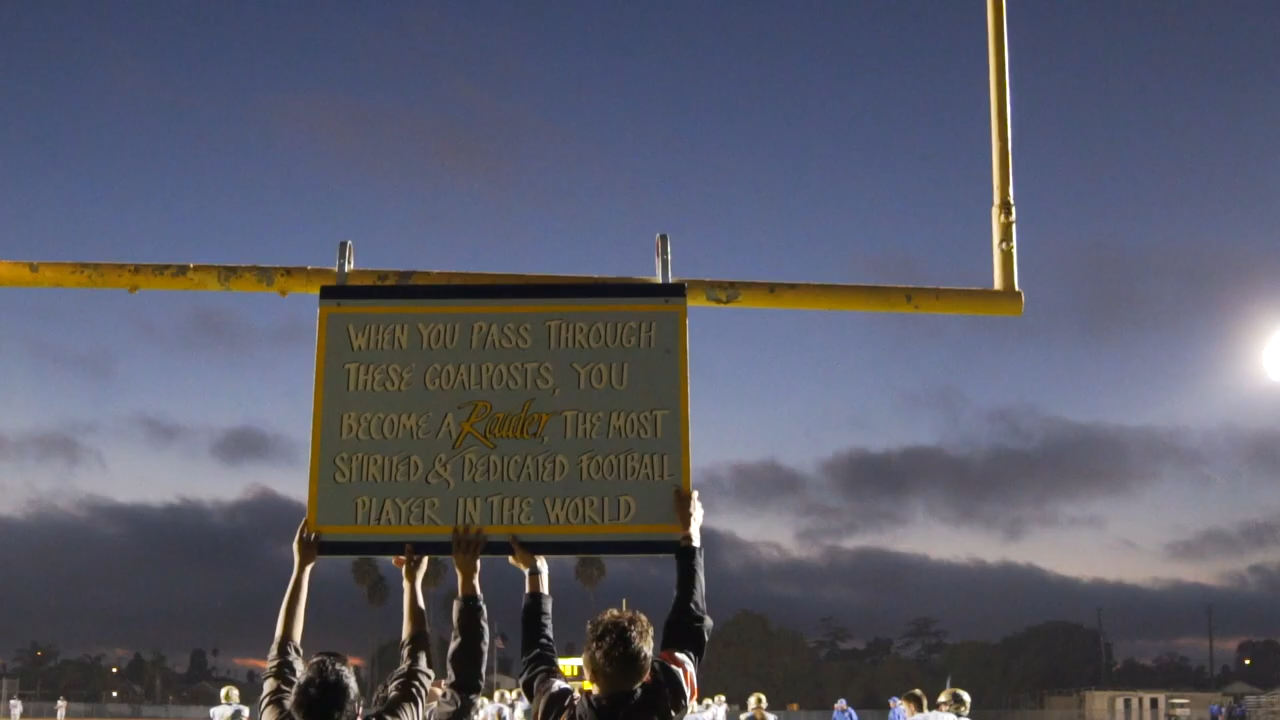 WHEN YOU PASS THROUGH
THESE GOALPOSTS, YOU
BECOME A Raider, THE MOST
SPIRITED & DEDICATED FOOTBALL
PLAYER IN THE WORLD